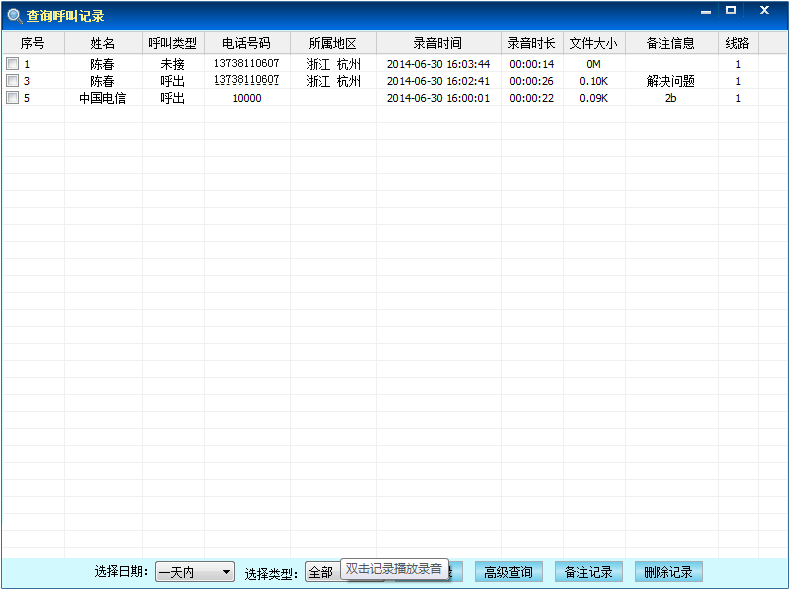 查询呼叫记录
序号 姓名 呼叫类型 电话号码 所属地区 录音时间 录音时长 文件大小 备注信息 线路
1 陈春 未接 13738110607 浙江 杭州 2014-06-30 16:03:44 00:00:14 0M 1
3 陈春 呼出 13738110607 浙江 杭州 2014-06-30 16:02:41 00:00:26 0.10K 解决问题 1
5 中国电信 呼出 10000 2014-06-30 16:00:01 00:00:22 0.09K 2b 1
选择日期: 一天内 选择类型: 全部 双击记录播放录音 高级查询 备注记录 删除记录